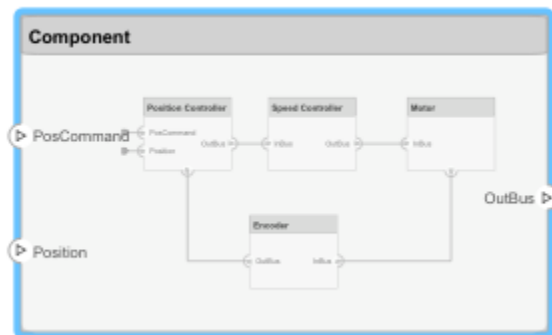 Component
Position Controller Speed Controller Motor
PosCommand PosCommand
OutBus InBus OutBus InBus
Position
OutBus
Encoder
Position
OutBus InBus